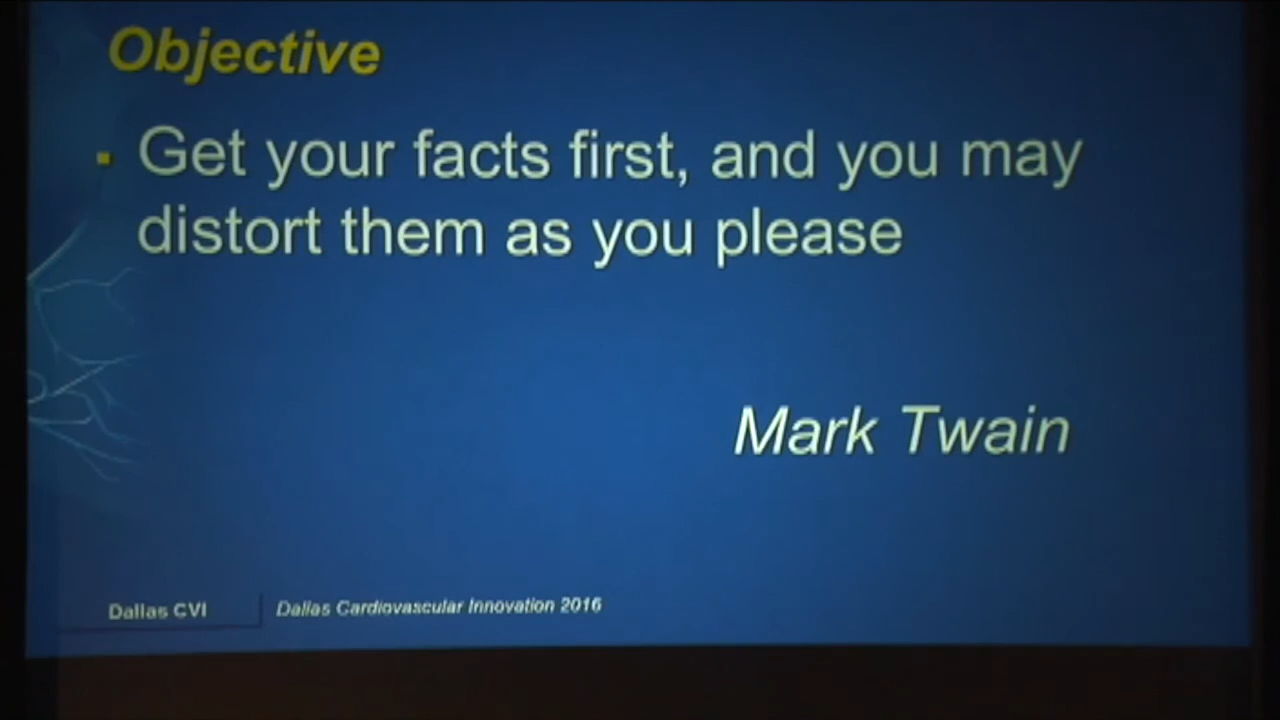 Objective
▪ Get your facts first, and you may
distort them as you please
Mark Twain
Dallas CVI
Dallas Cardiovascular Innovation 2016